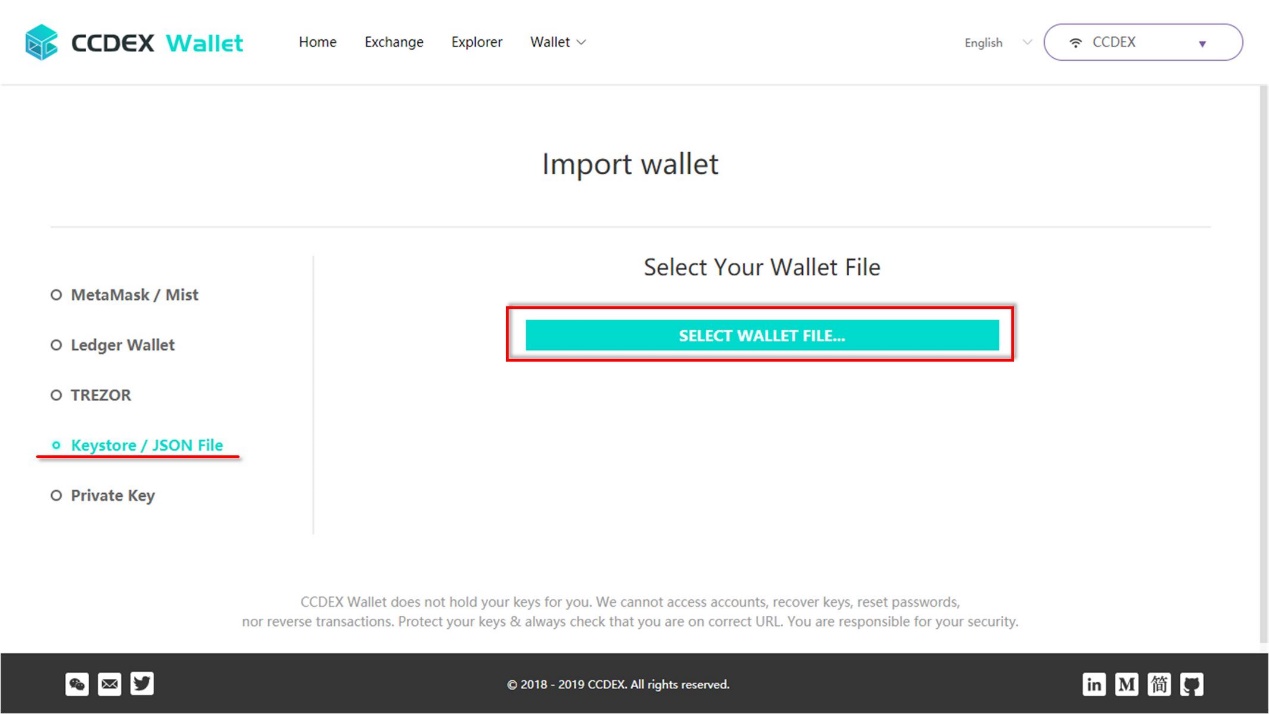 CCDEX Wallet
Home Exchange Explorer Wallet
English
CCDEX
Import wallet
MetaMask / Mist
Ledger Wallet
TREZOR
Keystore / JSON File
Private Key
Select Your Wallet File
SELECT WALLET FILE...
CCDEX Wallet does not hold your keys for you. We cannot access accounts, recover keys, reset passwords,
nor reverse transactions. Protect your keys & always check that you are on correct URL. You are responsible for your security.
© 2018 - 2019 CCDEX. All rights reserved.
in M 简